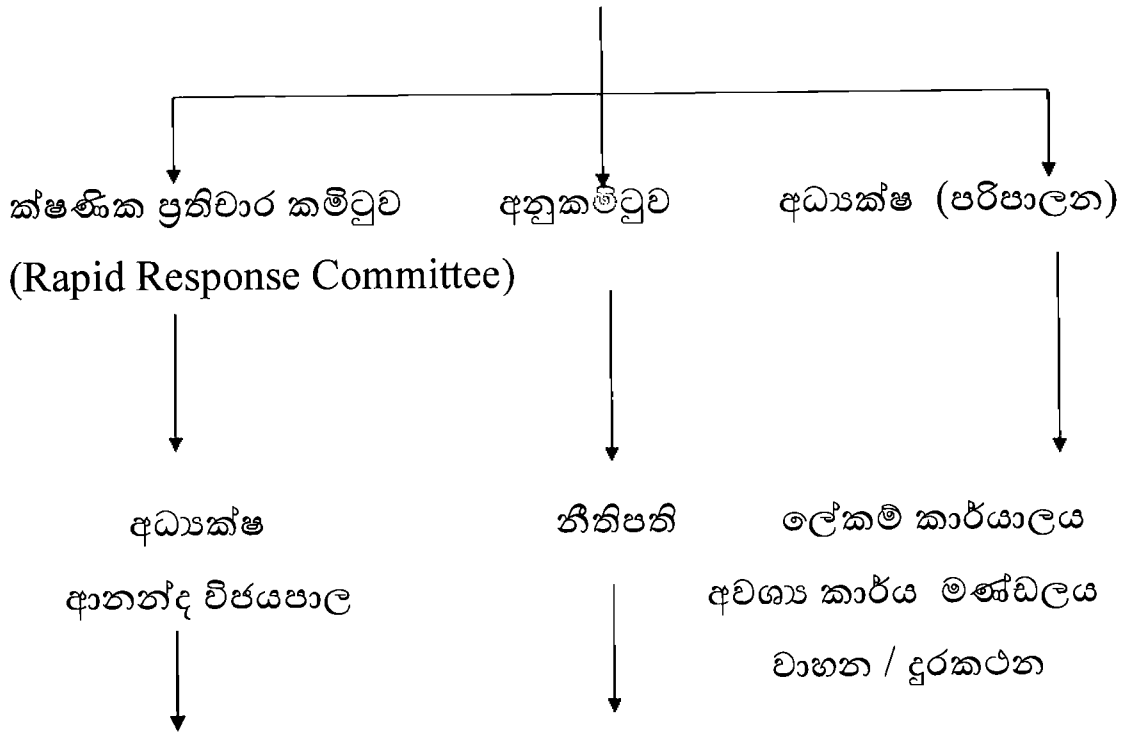 ක්ෂණික ප්‍රතිචාර කමිටුව
(Rapid Response Committee)
අනුකමිටුව
අධ්‍යක්ෂ (පරිපාලන)
අධ්‍යක්ෂ
ආනන්ද විජයපාල
නීතිපති
ලේකම් කාර්යාලය
අවශ්‍ය කාර්ය මණ්ඩලය
වාහන / දුරකථන